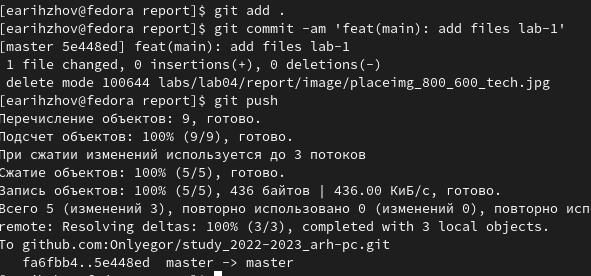 [earihzhov@fedora report]$ git add .
[earihzhov@fedora report]$ git commit -am 'feat(main): add files lab-1'
[master 5e448ed] feat(main): add files lab-1
 1 file changed, 0 insertions(+), 0 deletions(-)
 delete mode 100644 labs/lab04/report/image/placeimg_800_600_tech.jpg
[earihzhov@fedora report]$ git push
Перечисление объектов: 9, готово.
Подсчет объектов: 100% (9/9), готово.
При сжатии изменений используется до 3 потоков
Сжатие объектов: 100% (5/5), готово.
Запись объектов: 100% (5/5), 436 байтов | 436.00 КиБ/с, готово.
Всего 5 (изменений 3), повторно использовано 0 (изменений 0), повторно исп
remote: Resolving deltas: 100% (3/3), completed with 3 local objects.
To github.com:Onlyegor/study_2022-2023_arh-pc.git
   fa6fbb4..5e448ed  master -> master